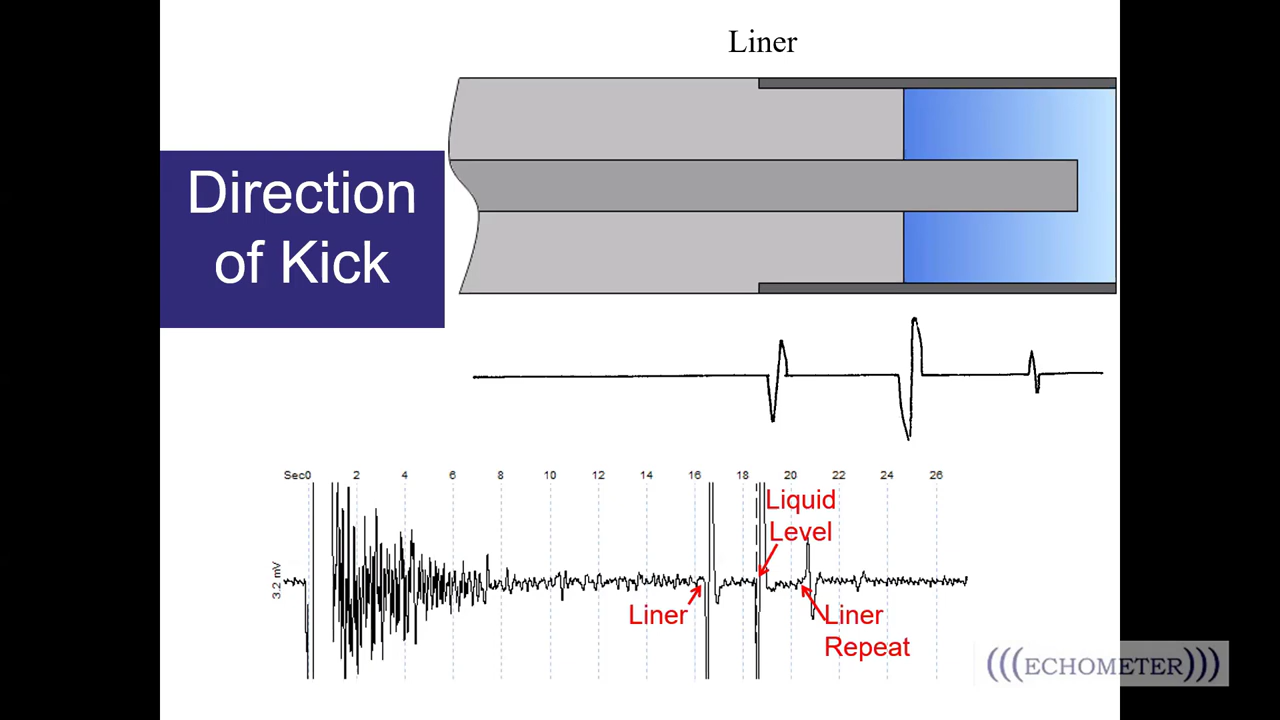 Liner
Direction
of Kick
Sec0 2 4 6 8 10 12 14 16 18 20 22 24 26
3.2 mV
Liquid
Level
Liner
Liner
Repeat
(((ECHOMETER)))